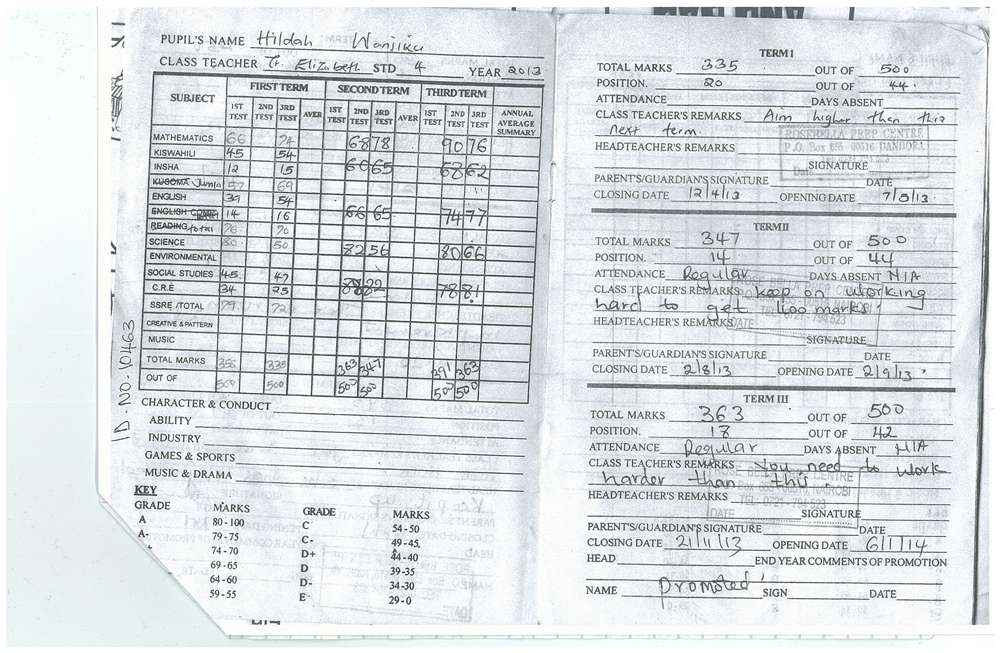 PUPIL'S NAME Hildah Wanjiku
CLASS TEACHER Tr. Elizabeth STD 4 YEAR 2013
SUBJECT FIRST TERM SECOND TERM THIRD TERM
1ST TEST 2ND TEST 3RD TEST AVER 1ST TEST 2ND TEST 3RD TEST AVER 1ST TEST 2ND TEST 3RD TEST ANNUAL AVERAGE SUMMARY
MATHEMATICS 66 74 68 78 90 76
KISWAHILI 45 54
INSHA 12 15 60 65 68 62
KUSOMA Jumla 57 69
ENGLISH 39 54
ENGLISH COMP 14 16 66 65 74 77
READING total 76 70
SCIENCE 80 50 82 56 80 66
ENVIRONMENTAL
SOCIAL STUDIES 45 47
C.R.E 34 25 82 78 81
SSRE /TOTAL 79 72
CREATIVE & PATTERN
MUSIC
TOTAL MARKS 356 335 363 347 391 363
OUT OF 500 500 500 500 500 500
CHARACTER & CONDUCT
ABILITY
INDUSTRY
GAMES & SPORTS
MUSIC & DRAMA
KEY
GRADE MARKS GRADE MARKS
A 80 - 100 C 54 - 50
A- 79 - 75 C- 49 - 45
74 - 70 D+ 44 - 40
69 - 65 D 39 - 35
64 - 60 D- 34 - 30
59 - 55 E 29 - 0
ID-NO-10463
TERM I
TOTAL MARKS 335 OUT OF 500
POSITION. 20 OUT OF 44
ATTENDANCE DAYS ABSENT
CLASS TEACHER'S REMARKS Aim higher than this
next term.
HEADTEACHER'S REMARKS
PREP CENTRE
P.O. Box DANDORA
SIGNATURE
PARENT'S/GUARDIAN'S SIGNATURE DATE
CLOSING DATE 12/4/13 OPENING DATE 7/5/13.
TERM II
TOTAL MARKS 347 OUT OF 500
POSITION. 14 OUT OF 44
ATTENDANCE Regular DAYS ABSENT N/A
CLASS TEACHER'S REMARKS keep on working
hard to get 400 marks
HEADTEACHER'S REMARKS
DATE
SIGNATURE
PARENT'S/GUARDIAN'S SIGNATURE DATE
CLOSING DATE 2/8/13 OPENING DATE 2/9/13.
TERM III
TOTAL MARKS 363 OUT OF 500
POSITION. 18 OUT OF 42
ATTENDANCE Regular DAYS ABSENT N/A
CLASS TEACHER'S REMARKS You need to work
harder than this
HEADTEACHER'S REMARKS
TEL: 0721-794523
DATE SIGNATURE
PARENT'S/GUARDIAN'S SIGNATURE DATE
CLOSING DATE 21/11/13 OPENING DATE 6/1/14
HEAD END YEAR COMMENTS OF PROMOTION
NAME Promoted SIGN DATE